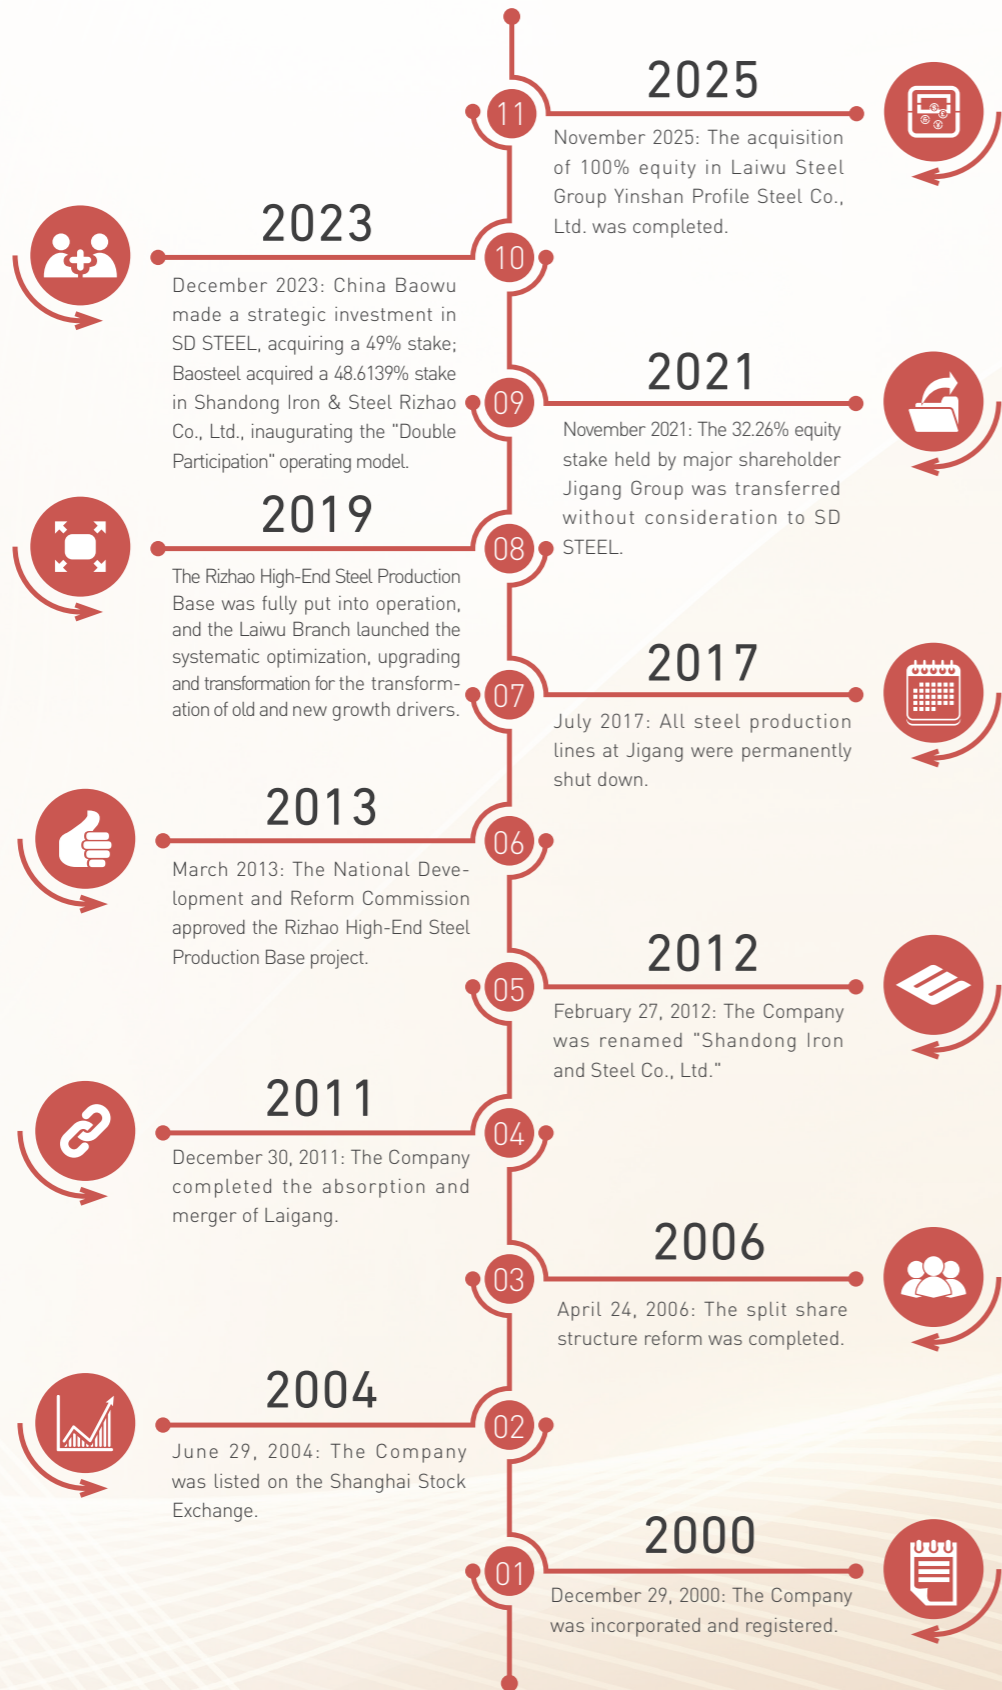 2025
11
November 2025: The acquisition
of 100% equity in Laiwu Steel
Group Yinshan Profile Steel Co.,
Ltd. was completed.
2023
10
December 2023: China Baowu
made a strategic investment in
SD STEEL, acquiring a 49% stake;
Baosteel acquired a 48.6139% stake
in Shandong Iron & Steel Rizhao
Co., Ltd., inaugurating the "Double
Participation" operating model.
2021
09
November 2021: The 32.26% equity
stake held by major shareholder
Jigang Group was transferred
without consideration to SD
STEEL.
2019
08
The Rizhao High-End Steel Production
Base was fully put into operation,
and the Laiwu Branch launched the
systematic optimization, upgrading
and transformation for the transform-
ation of old and new growth drivers.
2017
07
July 2017: All steel production
lines at Jigang were permanently
shut down.
2013
06
March 2013: The National Deve-
lopment and Reform Commission
approved the Rizhao High-End Steel
Production Base project.
2012
05
February 27, 2012: The Company
was renamed "Shandong Iron
and Steel Co., Ltd."
2011
04
December 30, 2011: The Company
completed the absorption and
merger of Laigang.
2006
03
April 24, 2006: The split share
structure reform was completed.
2004
02
June 29, 2004: The Company
was listed on the Shanghai Stock
Exchange.
2000
01
December 29, 2000: The Company
was incorporated and registered.